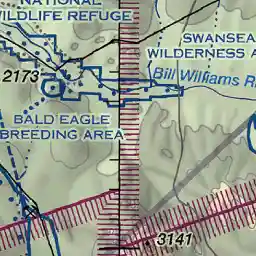 NATIONAL
WILDLIFE REFUGE
SWANSEA
WILDERNESS A
2173
Bill Williams R
BALD EAGLE
BREEDING AREA
3141